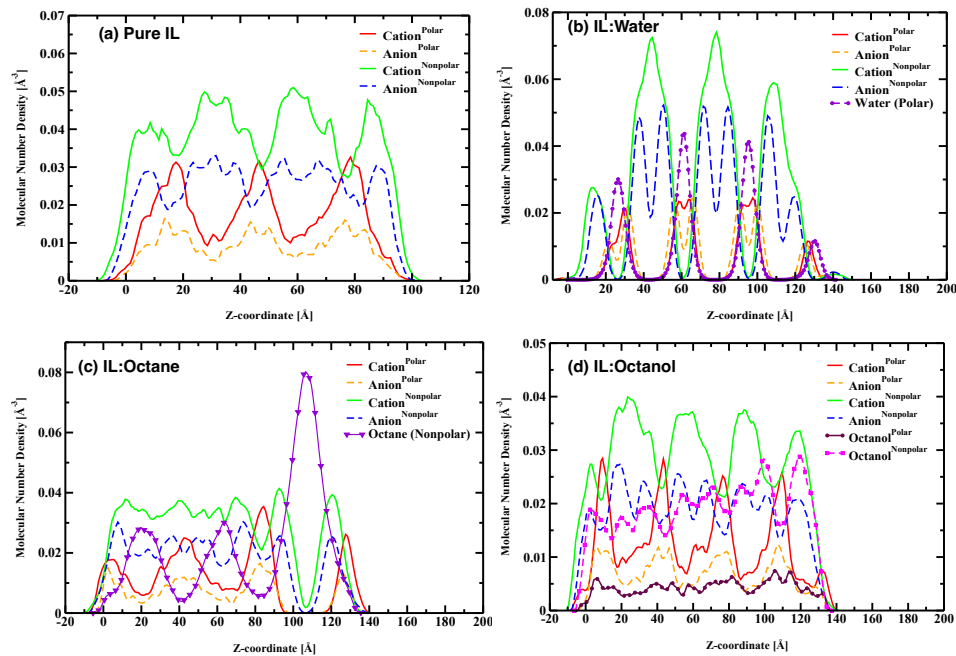 (a) Pure IL
Cation^Polar
Anion^Polar
Cation^Nonpolar
Anion^Nonpolar
Molecular Number Density [Å^-3]
0.07
0.06
0.05
0.04
0.03
0.02
0.01
0
-20 0 20 40 60 80 100 120 140
Z-coordinate [Å]
(b) IL:Water
Cation^Polar
Anion^Polar
Cation^Nonpolar
Anion^Nonpolar
Water (Polar)
Molecular Number Density [Å^-3]
0.08
0.06
0.04
0.02
0
0 20 40 60 80 100 120 140 160 180 200
Z-coordinate [Å]
(c) IL:Octane
Cation^Polar
Anion^Polar
Cation^Nonpolar
Anion^Nonpolar
Octane (Nonpolar)
Molecular Number Density [Å^-3]
0.08
0.06
0.04
0.02
0
-20 0 20 40 60 80 100 120 140 160 180 200
Z-coordinate [Å]
(d) IL:Octanol
Cation^Polar
Anion^Polar
Cation^Nonpolar
Anion^Nonpolar
Octanol^Polar
Octanol^Nonpolar
Molecular Number Density [Å^-3]
0.05
0.04
0.03
0.02
0.01
0
-20 0 20 40 60 80 100 120 140 160 180 200
Z-coordinate [Å]